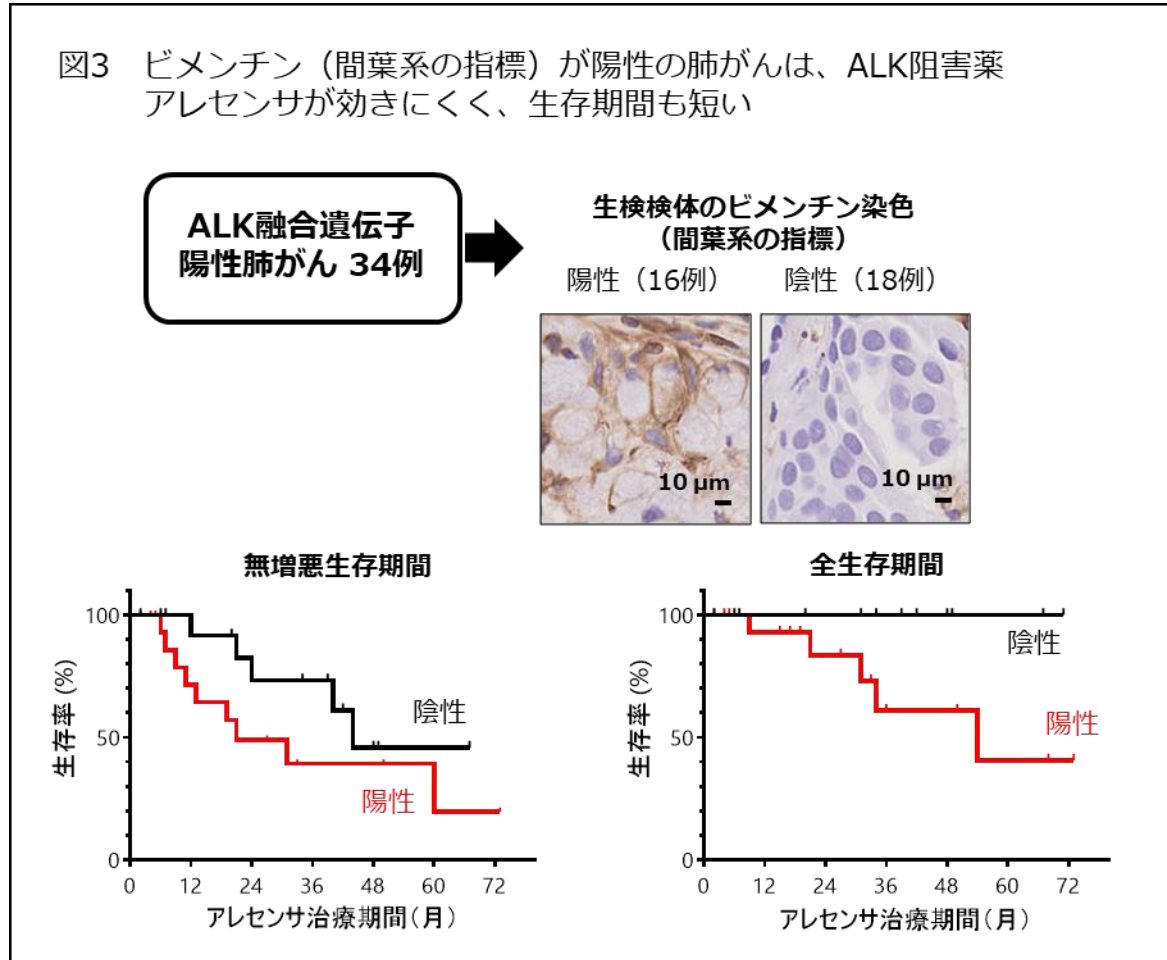 図3 ビメンチン（間葉系の指標）が陽性の肺がんは、ALK阻害薬
アレセンサが効きにくく、生存期間も短い
ALK融合遺伝子
陽性肺がん 34例
生検検体のビメンチン染色
（間葉系の指標）
陽性（16例）
陰性（18例）
10 μm
10 μm
無増悪生存期間
生存率 (%)
100
50
0
陰性
陽性
0 12 24 36 48 60 72
アレセンサ治療期間（月）
全生存期間
生存率 (%)
100
50
0
陰性
陽性
0 12 24 36 48 60 72
アレセンサ治療期間（月）